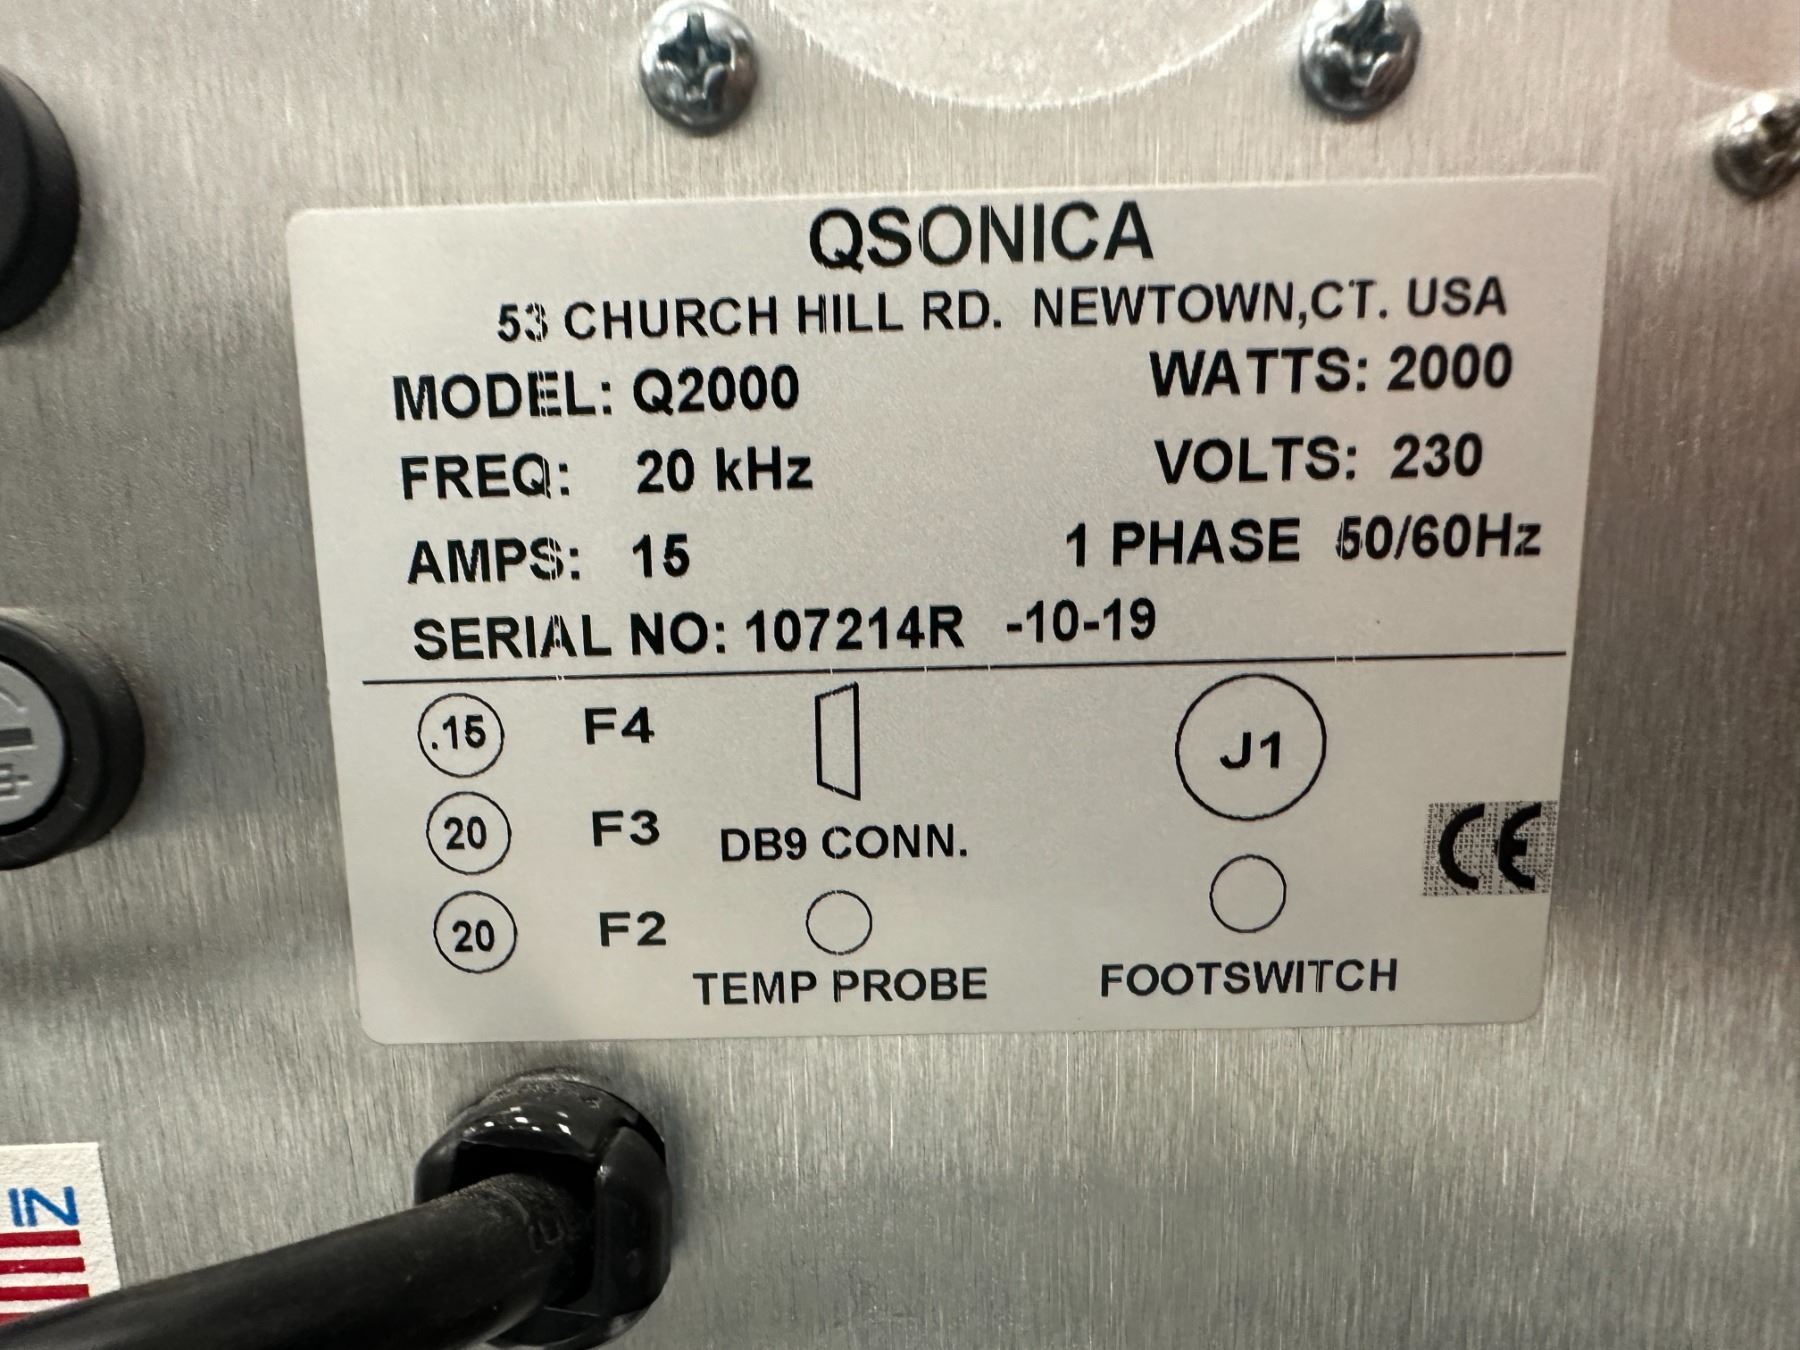 QSONICA
53 CHURCH HILL RD. NEWTOWN,CT. USA
MODEL: Q2000 WATTS: 2000
FREQ: 20 kHz VOLTS: 230
AMPS: 15 1 PHASE 50/60Hz
SERIAL NO: 107214R -10-19
.15 F4
J1
20 F3 DB9 CONN.
CE
20 F2
TEMP PROBE FOOTSWITCH
IN